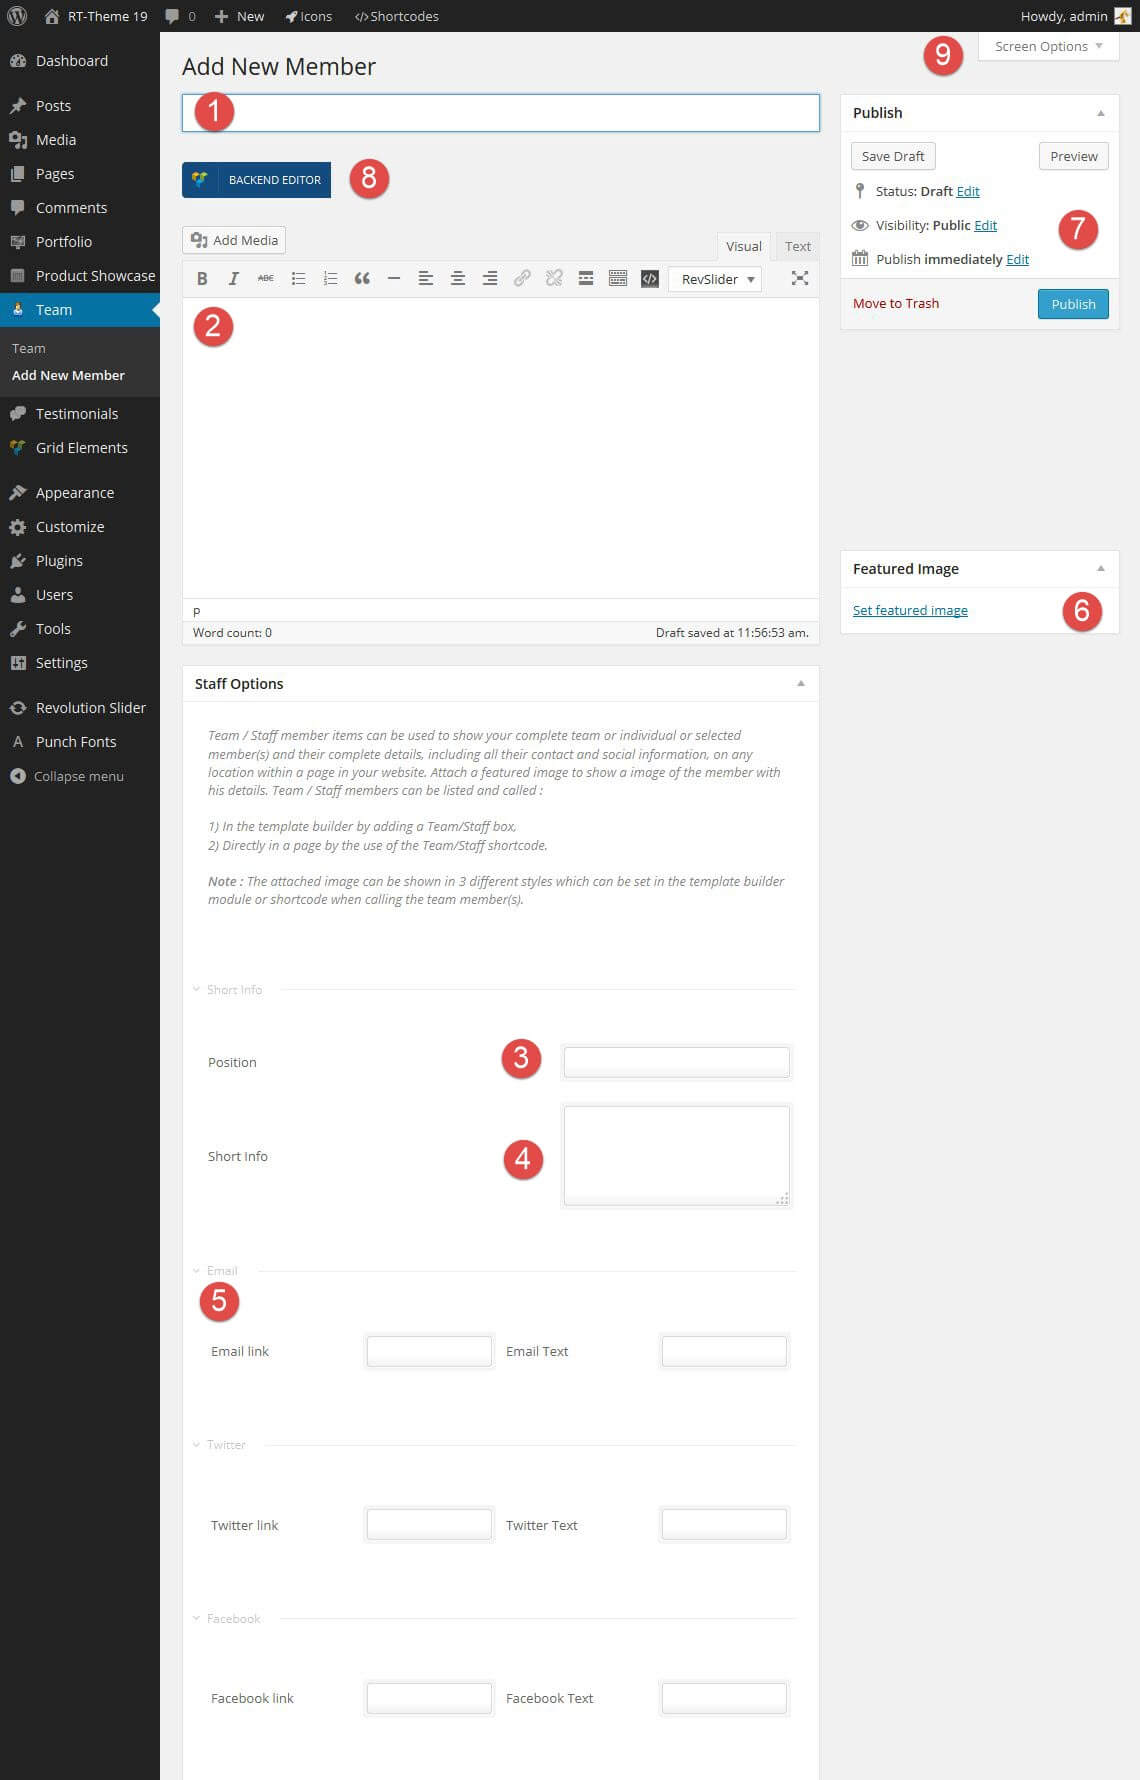 RT-Theme 19 0 New Icons Shortcodes Howdy, admin
Dashboard
Posts
Media
Pages
Comments
Portfolio
Product Showcase
Team
Team
Add New Member
Testimonials
Grid Elements
Appearance
Customize
Plugins
Users
Tools
Settings
Revolution Slider
Punch Fonts
Collapse menu
9 Screen Options
Add New Member
1
BACKEND EDITOR 8
Add Media Visual Text
B I ABC RevSlider
2
p
Word count: 0 Draft saved at 11:56:53 am.
Publish
Save Draft Preview
Status: Draft Edit
Visibility: Public Edit 7
Publish immediately Edit
Move to Trash Publish
Featured Image
Set featured image 6
Staff Options
Team / Staff member items can be used to show your complete team or individual or selected
member(s) and their complete details, including all their contact and social information, on any
location within a page in your website. Attach a featured image to show a image of the member with
his details. Team / Staff members can be listed and called :
1) In the template builder by adding a Team/Staff box,
2) Directly in a page by the use of the Team/Staff shortcode.
Note : The attached image can be shown in 3 different styles which can be set in the template builder
module or shortcode when calling the team member(s).
Short Info
Position 3
Short Info 4
Email
5
Email link Email Text
Twitter
Twitter link Twitter Text
Facebook
Facebook link Facebook Text